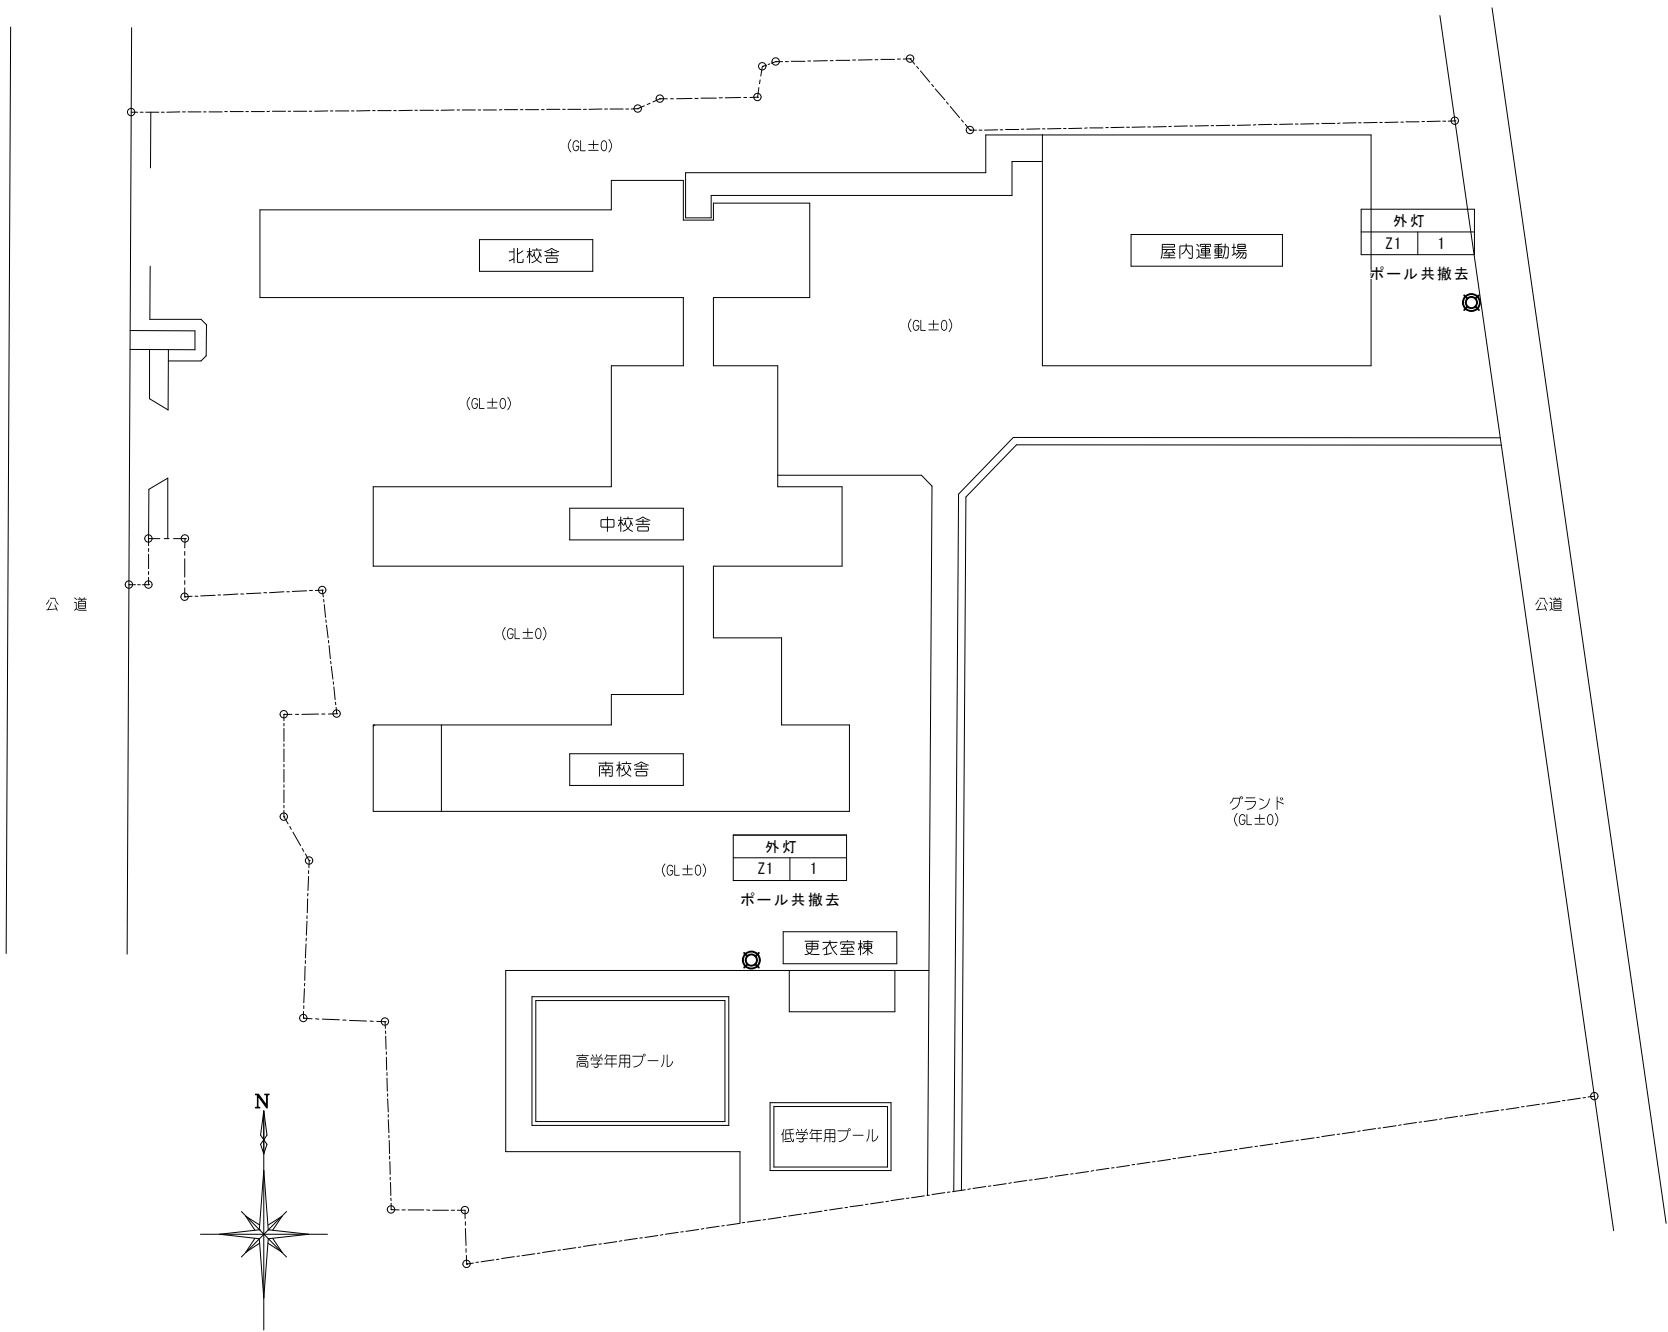 (GL±0)
外灯
Z1 1
ポール共撤去
北校舎
屋内運動場
(GL±0)
(GL±0)
中校舎
公 道
公道
(GL±0)
南校舎
グランド
(GL±0)
外灯
Z1 1
(GL±0)
ポール共撤去
更衣室棟
高学年用プール
低学年用プール
N